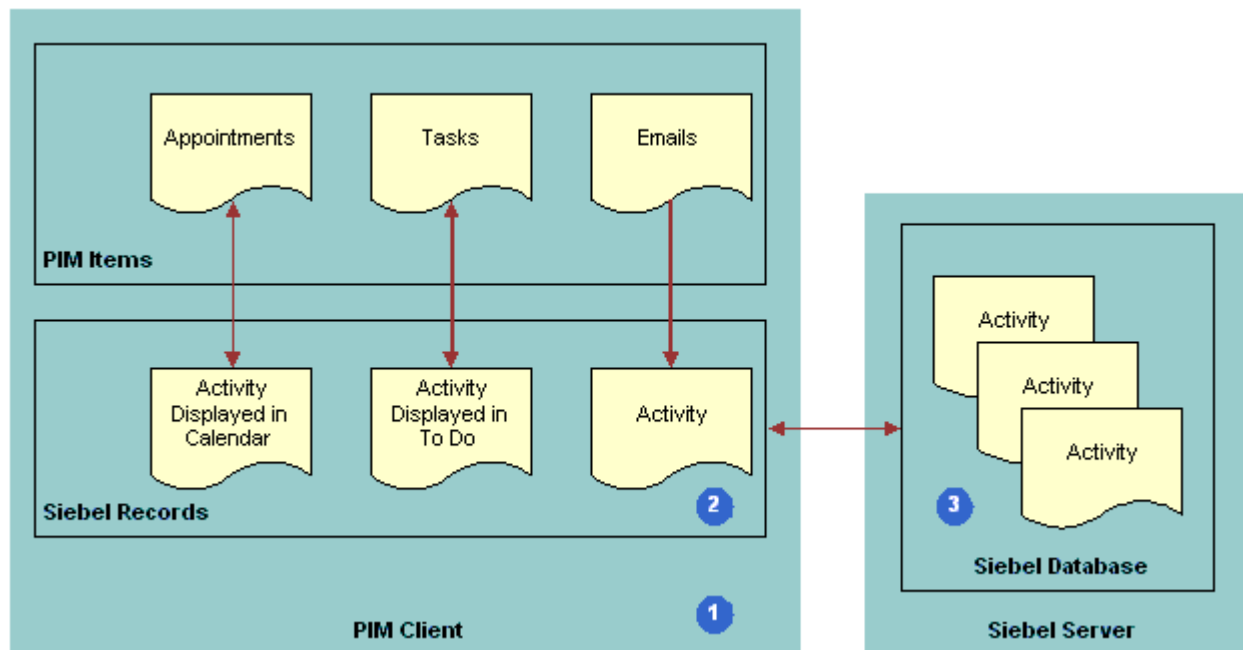 Appointments
Tasks
Emails
PIM Items
Activity
Displayed in
Calendar
Activity
Displayed in
To Do
Activity
Siebel Records
2
1
PIM Client
Activity
Activity
Activity
3
Siebel Database
Siebel Server